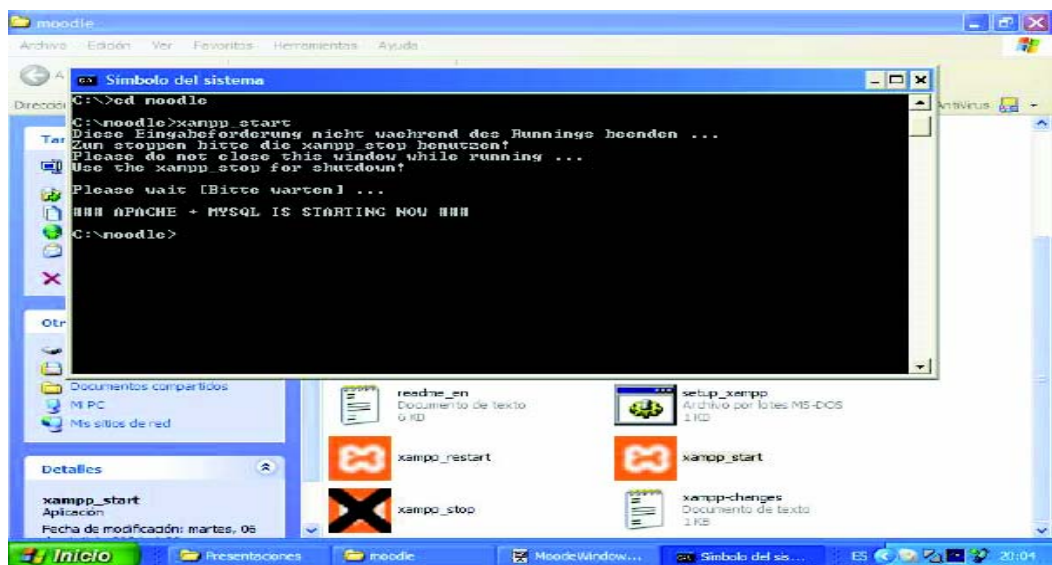 moodle
Archivo Edición Ver Favoritos Herramientas Ayuda
Símbolo del sistema
C:\>cd moodle
C:\moodle>xampp_start
Diese Eingabeforderung nicht waehrend des Runnings beenden ...
Zum stoppen bitte die xampp_stop benutzen!
Please do not close this window while running ...
Use the xampp_stop for shutdown!
Please wait [Bitte warten] ...
### APACHE + MYSQL IS STARTING NOW ###
C:\moodle>
AntiVirus
Tar
Otr
Documentos compartidos
Mi PC
Mis sitios de red
Detalles
xampp_start
Aplicación
Fecha de modificación: martes, 06
readme_en
Documento de texto
6 KB
setup_xampp
Archivo por lotes MS-DOS
1 KB
xampp_restart
xampp_start
xampp_stop
xampp-changes
Documento de texto
1 KB
Inicio
Presentaciones
moodle
MoodleWindow...
Símbolo del sis...
ES
20:04